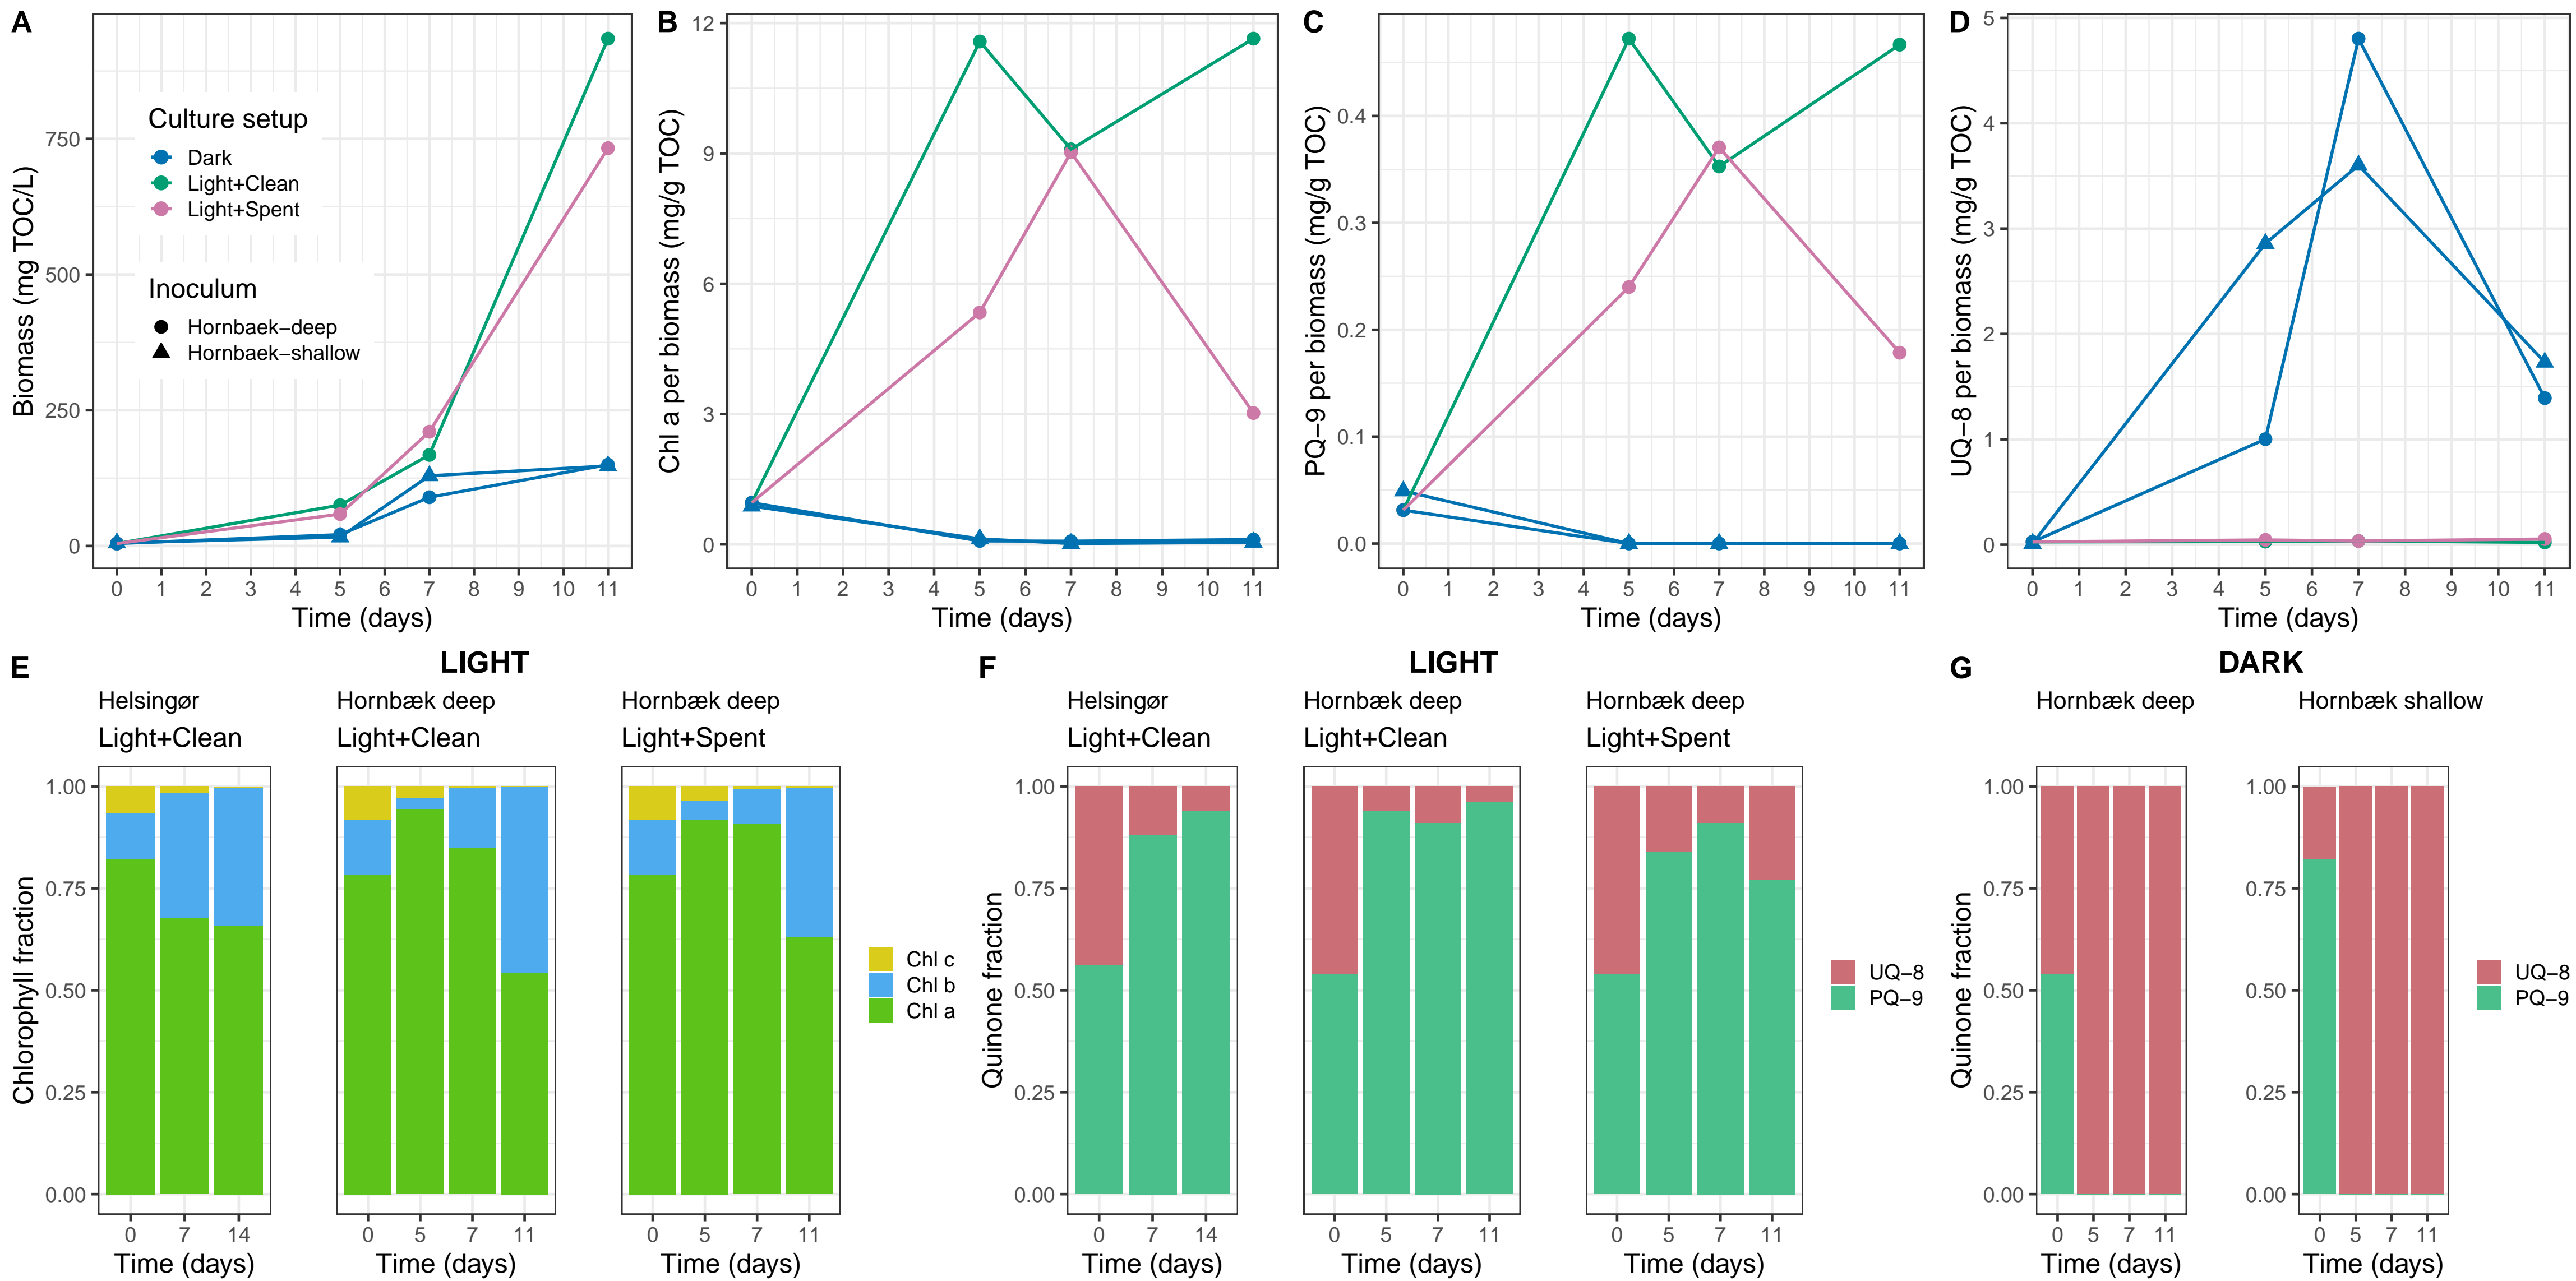 A
Biomass (mg TOC/L)
750
500
250
0
Culture setup
Dark
Light+Clean
Light+Spent
Inoculum
Hornbaek−deep
Hornbaek−shallow
0 1 2 3 4 5 6 7 8 9 10 11
Time (days)
B
Chl a per biomass (mg/g TOC)
12
9
6
3
0
0 1 2 3 4 5 6 7 8 9 10 11
Time (days)
C
PQ−9 per biomass (mg/g TOC)
0.4
0.3
0.2
0.1
0.0
0 1 2 3 4 5 6 7 8 9 10 11
Time (days)
D
UQ−8 per biomass (mg/g TOC)
5
4
3
2
1
0
0 1 2 3 4 5 6 7 8 9 10 11
Time (days)
E
LIGHT
Helsingør
Light+Clean
Hornbæk deep
Light+Clean
Hornbæk deep
Light+Spent
Chlorophyll fraction
1.00
0.75
0.50
0.25
0.00
0 7 14
Time (days)
0 5 7 11
Time (days)
0 5 7 11
Time (days)
Chl c
Chl b
Chl a
F
LIGHT
Helsingør
Light+Clean
Hornbæk deep
Light+Clean
Hornbæk deep
Light+Spent
Quinone fraction
1.00
0.75
0.50
0.25
0.00
0 7 14
Time (days)
0 5 7 11
Time (days)
0 5 7 11
Time (days)
UQ−8
PQ−9
G
DARK
Hornbæk deep
Hornbæk shallow
Quinone fraction
1.00
0.75
0.50
0.25
0.00
0 5 7 11
Time (days)
1.00
0.75
0.50
0.25
0.00
0 5 7 11
Time (days)
UQ−8
PQ−9